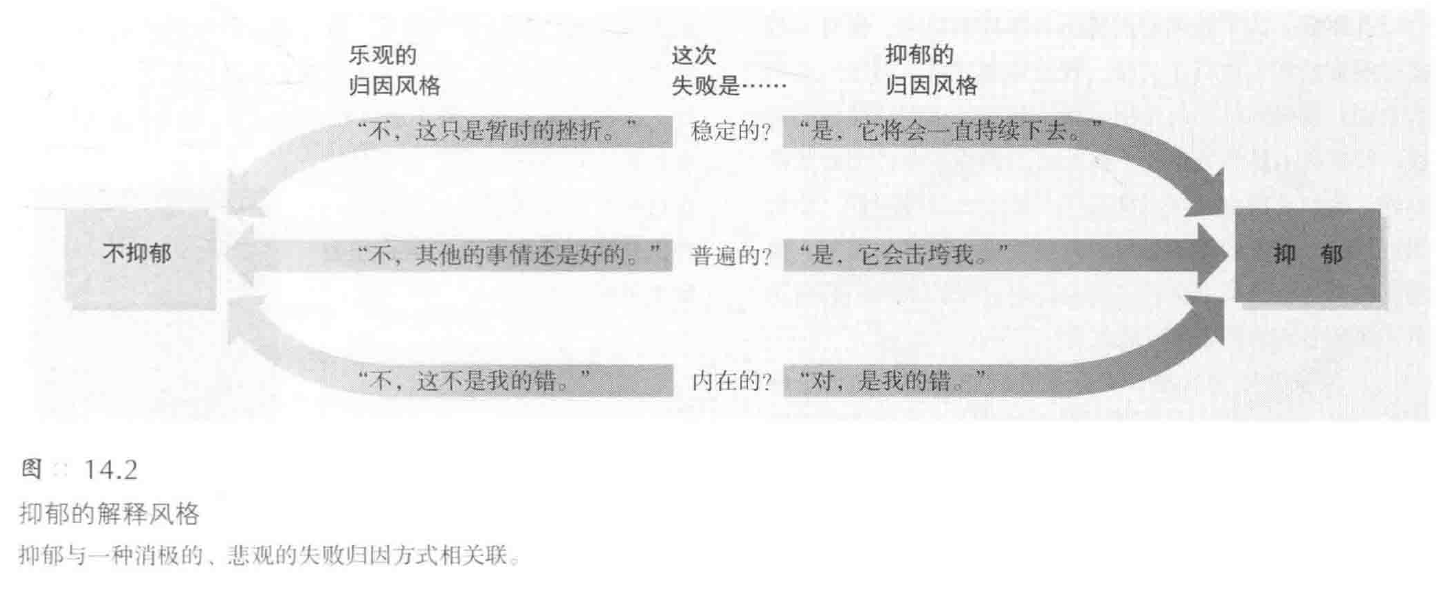 乐观的 这次 抑郁的
归因风格 失败是…… 归因风格
“不，这只是暂时的挫折。” 稳定的？ “是，它将会一直持续下去。”
不抑郁 “不，其他的事情还是好的。” 普遍的？ “是，它会击垮我。” 抑 郁
“不，这不是我的错。” 内在的？ “对，是我的错。”
图 :: 14.2
抑郁的解释风格
抑郁与一种消极的、悲观的失败归因方式相关联。